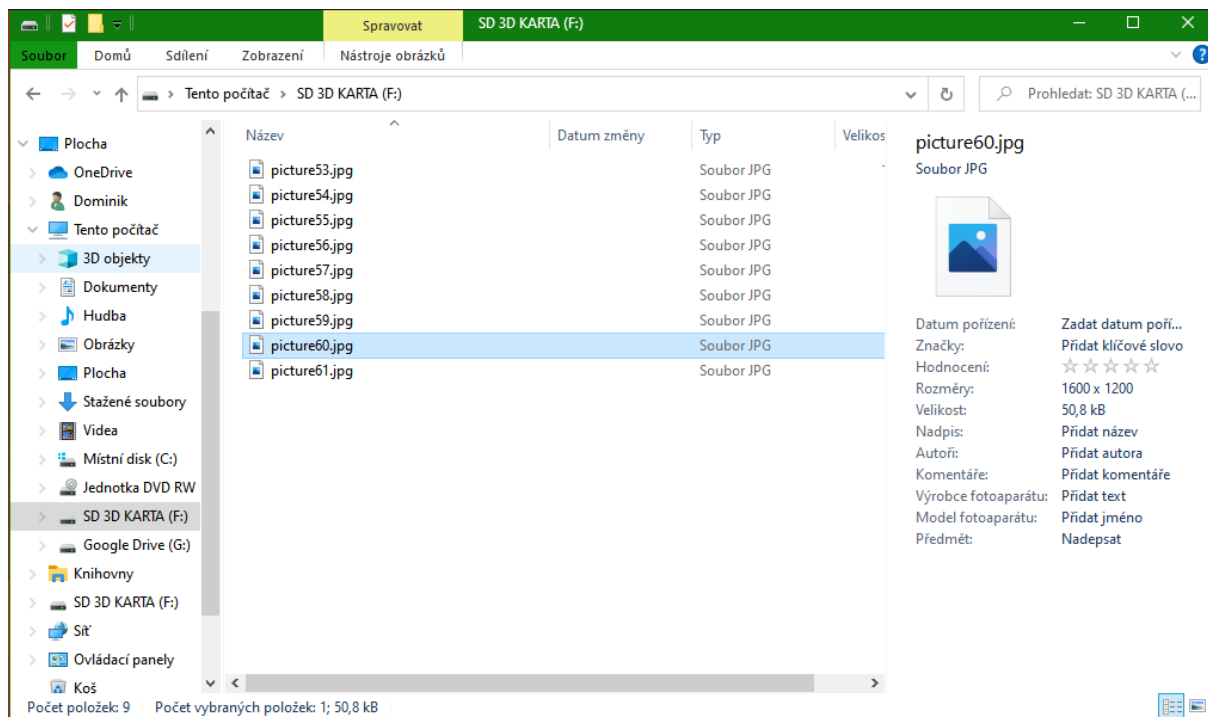 Spravovat
SD 3D KARTA (F:)
Soubor
Domů
Sdílení
Zobrazení
Nástroje obrázků
Tento počítač > SD 3D KARTA (F:)
Prohledat: SD 3D KARTA (...
Plocha
OneDrive
Dominik
Tento počítač
3D objekty
Dokumenty
Hudba
Obrázky
Plocha
Stažené soubory
Videa
Místní disk (C:)
Jednotka DVD RW
SD 3D KARTA (F:)
Google Drive (G:)
Knihovny
SD 3D KARTA (F:)
Síť
Ovládací panely
Koš
Název
Datum změny
Typ
Velikos
picture53.jpg Soubor JPG
picture54.jpg Soubor JPG
picture55.jpg Soubor JPG
picture56.jpg Soubor JPG
picture57.jpg Soubor JPG
picture58.jpg Soubor JPG
picture59.jpg Soubor JPG
picture60.jpg Soubor JPG
picture61.jpg Soubor JPG
picture60.jpg
Soubor JPG
Datum pořízení: Zadat datum poří...
Značky: Přidat klíčové slovo
Hodnocení:
Rozměry: 1600 x 1200
Velikost: 50,8 kB
Nadpis: Přidat název
Autoři: Přidat autora
Komentáře: Přidat komentáře
Výrobce fotoaparátu: Přidat text
Model fotoaparátu: Přidat jméno
Předmět: Nadepsat
Počet položek: 9 Počet vybraných položek: 1; 50,8 kB